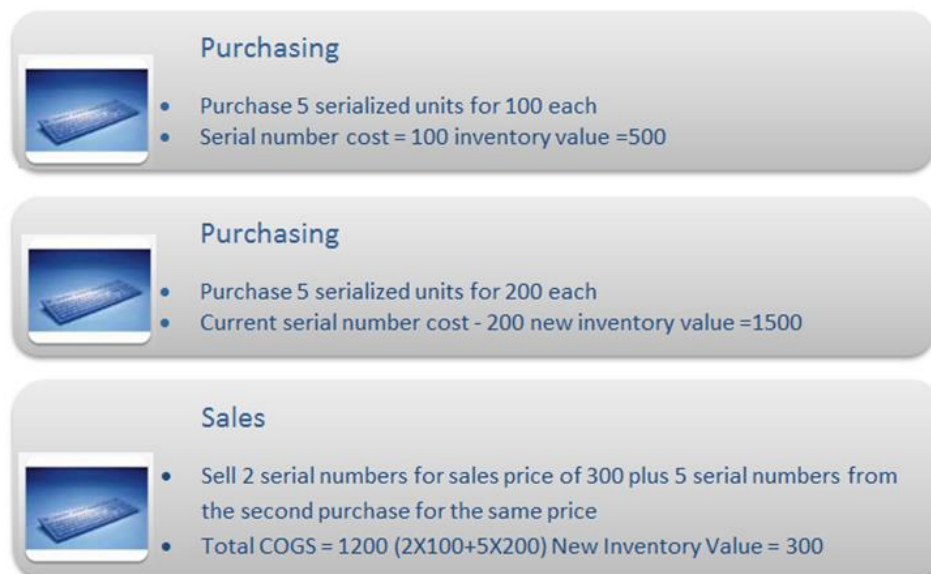 Purchasing
• Purchase 5 serialized units for 100 each
• Serial number cost = 100 inventory value =500
Purchasing
• Purchase 5 serialized units for 200 each
• Current serial number cost - 200 new inventory value =1500
Sales
• Sell 2 serial numbers for sales price of 300 plus 5 serial numbers from
the second purchase for the same price
• Total COGS = 1200 (2X100+5X200) New Inventory Value = 300